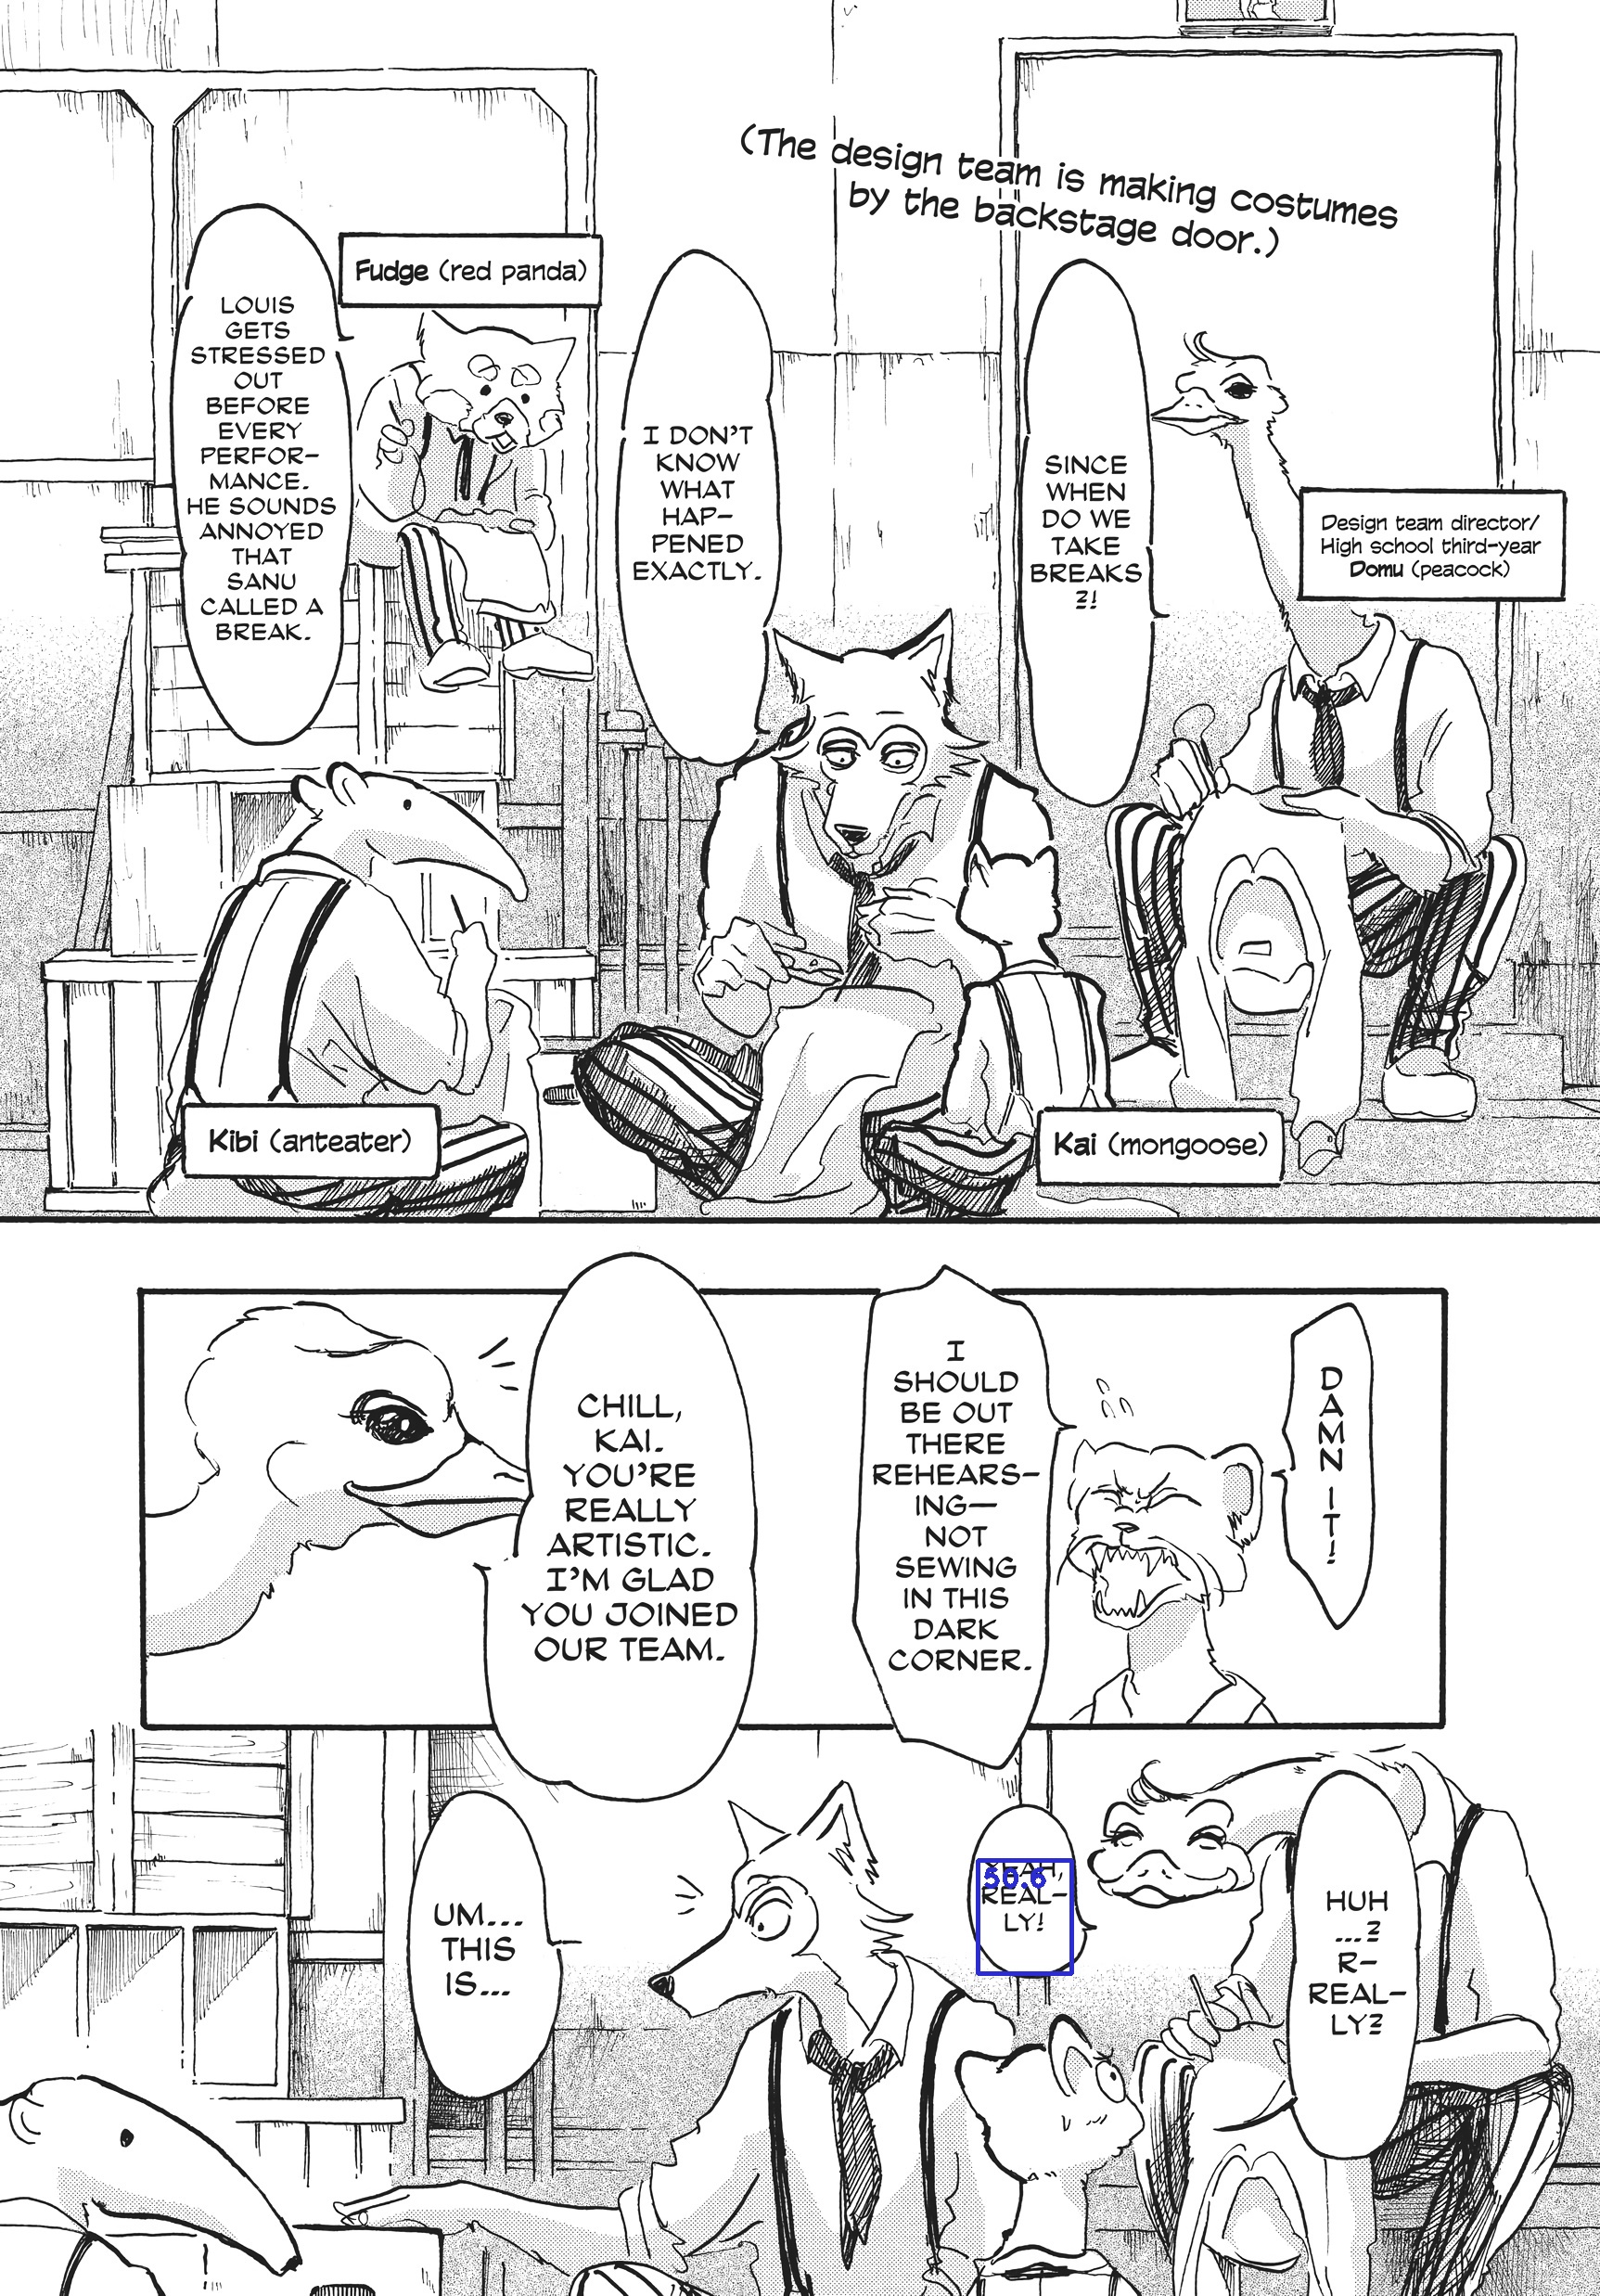 (The design team is making costumes
by the backstage door.)
SINCE
WHEN
DO WE
TAKE
BREAKS
?!
Design team director/
High school third-year
Domu (peacock)
I DON'T
KNOW
WHAT
HAP-
PENED
EXACTLY.
Fudge (red panda)
LOUIS
GETS
STRESSED
OUT
BEFORE
EVERY
PERFOR-
MANCE.
HE SOUNDS
ANNOYED
THAT
SANU
CALLED A
BREAK.
Kibi (anteater)
Kai (mongoose)
DAMN IT!
I
SHOULD
BE OUT
THERE
REHEARS-
ING—
NOT
SEWING
IN THIS
DARK
CORNER.
CHILL,
KAI.
YOU'RE
REALLY
ARTISTIC.
I'M GLAD
YOU JOINED
OUR TEAM.
HUH
...?
R-
REAL-
LY?
YEAH,
50.6
REAL-
LY!
UM...
THIS
IS...